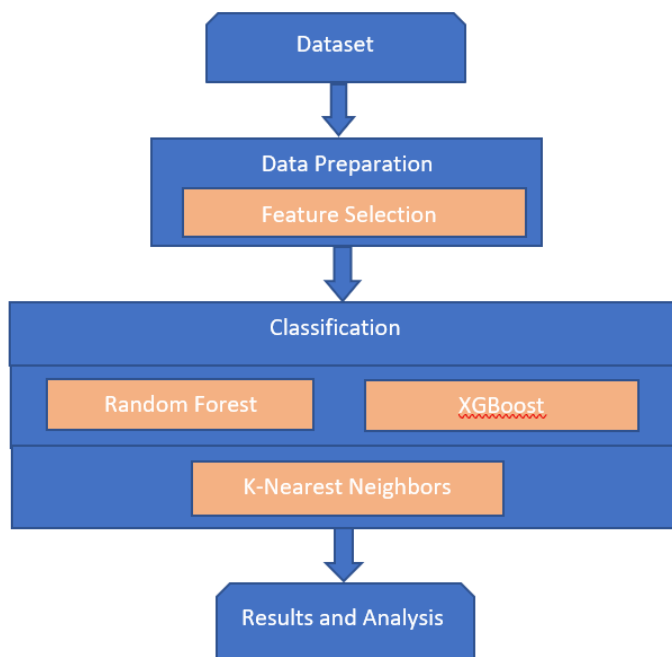 Dataset
Data Preparation
Feature Selection
Classification
Random Forest
XGBoost
K-Nearest Neighbors
Results and Analysis